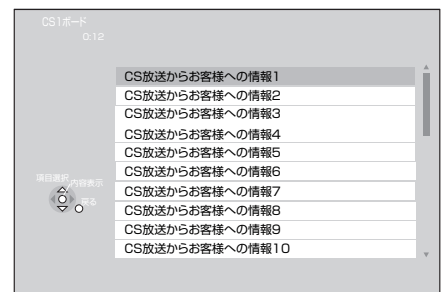 CS1ボード
0:12
CS放送からお客様への情報1
CS放送からお客様への情報2
CS放送からお客様への情報3
CS放送からお客様への情報4
CS放送からお客様への情報5
CS放送からお客様への情報6
CS放送からお客様への情報7
CS放送からお客様への情報8
CS放送からお客様への情報9
CS放送からお客様への情報10
項目選択
内容表示
戻る